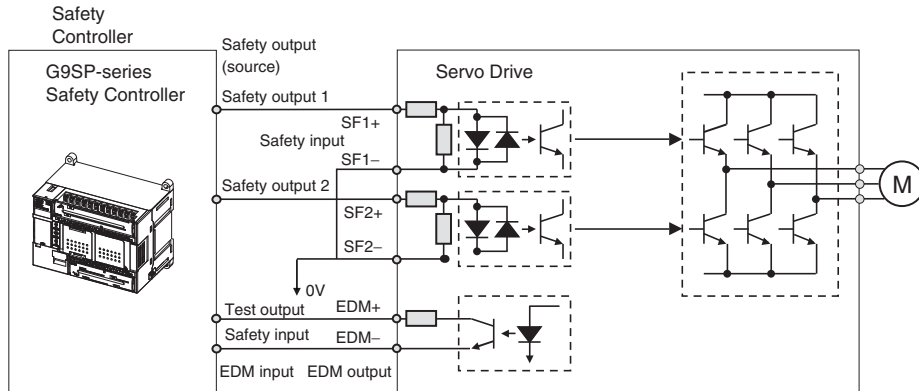 Safety
Controller
G9SP-series
Safety Controller
Safety output
(source)
Servo Drive
Safety output 1
SF1+
Safety input
SF1–
Safety output 2
SF2+
SF2–
0V
Test output
EDM+
Safety input
EDM–
EDM input
EDM output
M